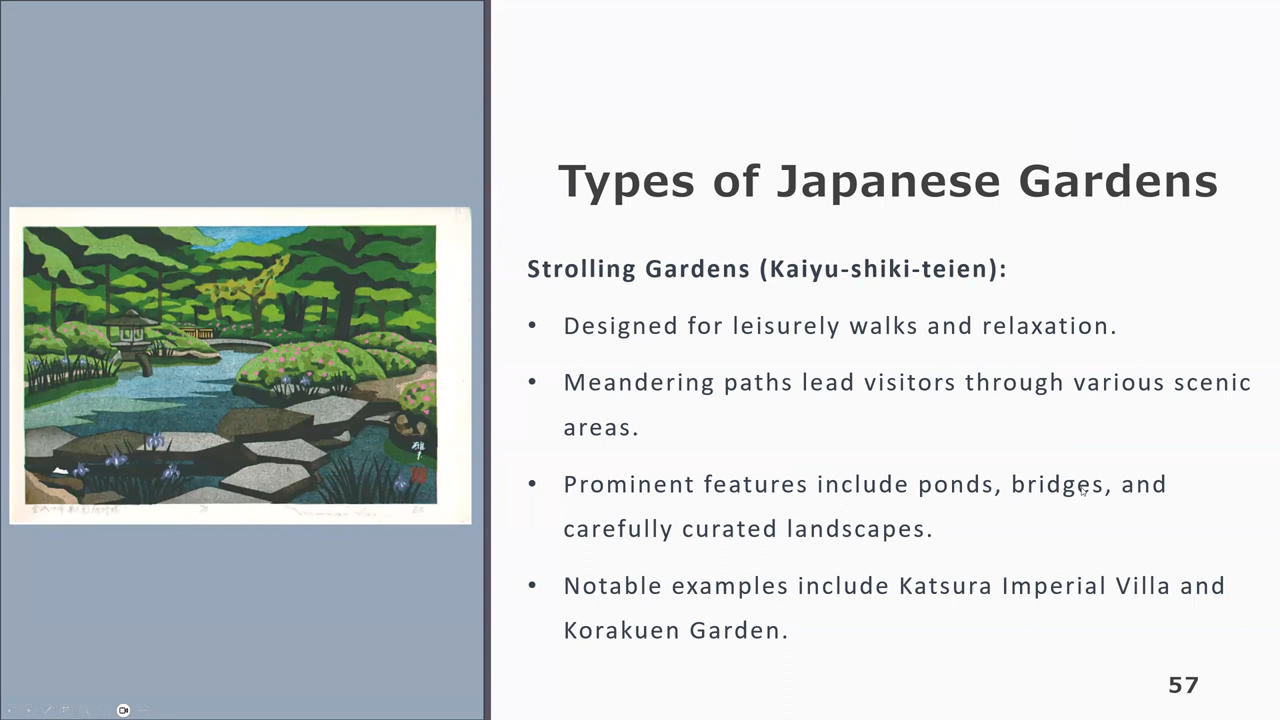 Types of Japanese Gardens
Strolling Gardens (Kaiyu-shiki-teien):
• Designed for leisurely walks and relaxation.
• Meandering paths lead visitors through various scenic
areas.
• Prominent features include ponds, bridges, and
carefully curated landscapes.
• Notable examples include Katsura Imperial Villa and
Korakuen Garden.
57